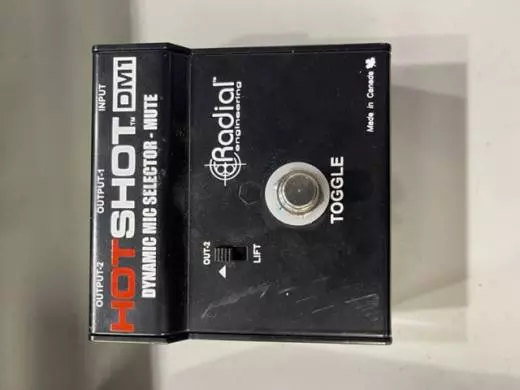 OUTPUT-2 OUTPUT-1 INPUT
HOTSHOT™ DM1
DYNAMIC MIC SELECTOR - MUTE
Radial™
engineering
OUT-2
LIFT
TOGGLE
Made in Canada